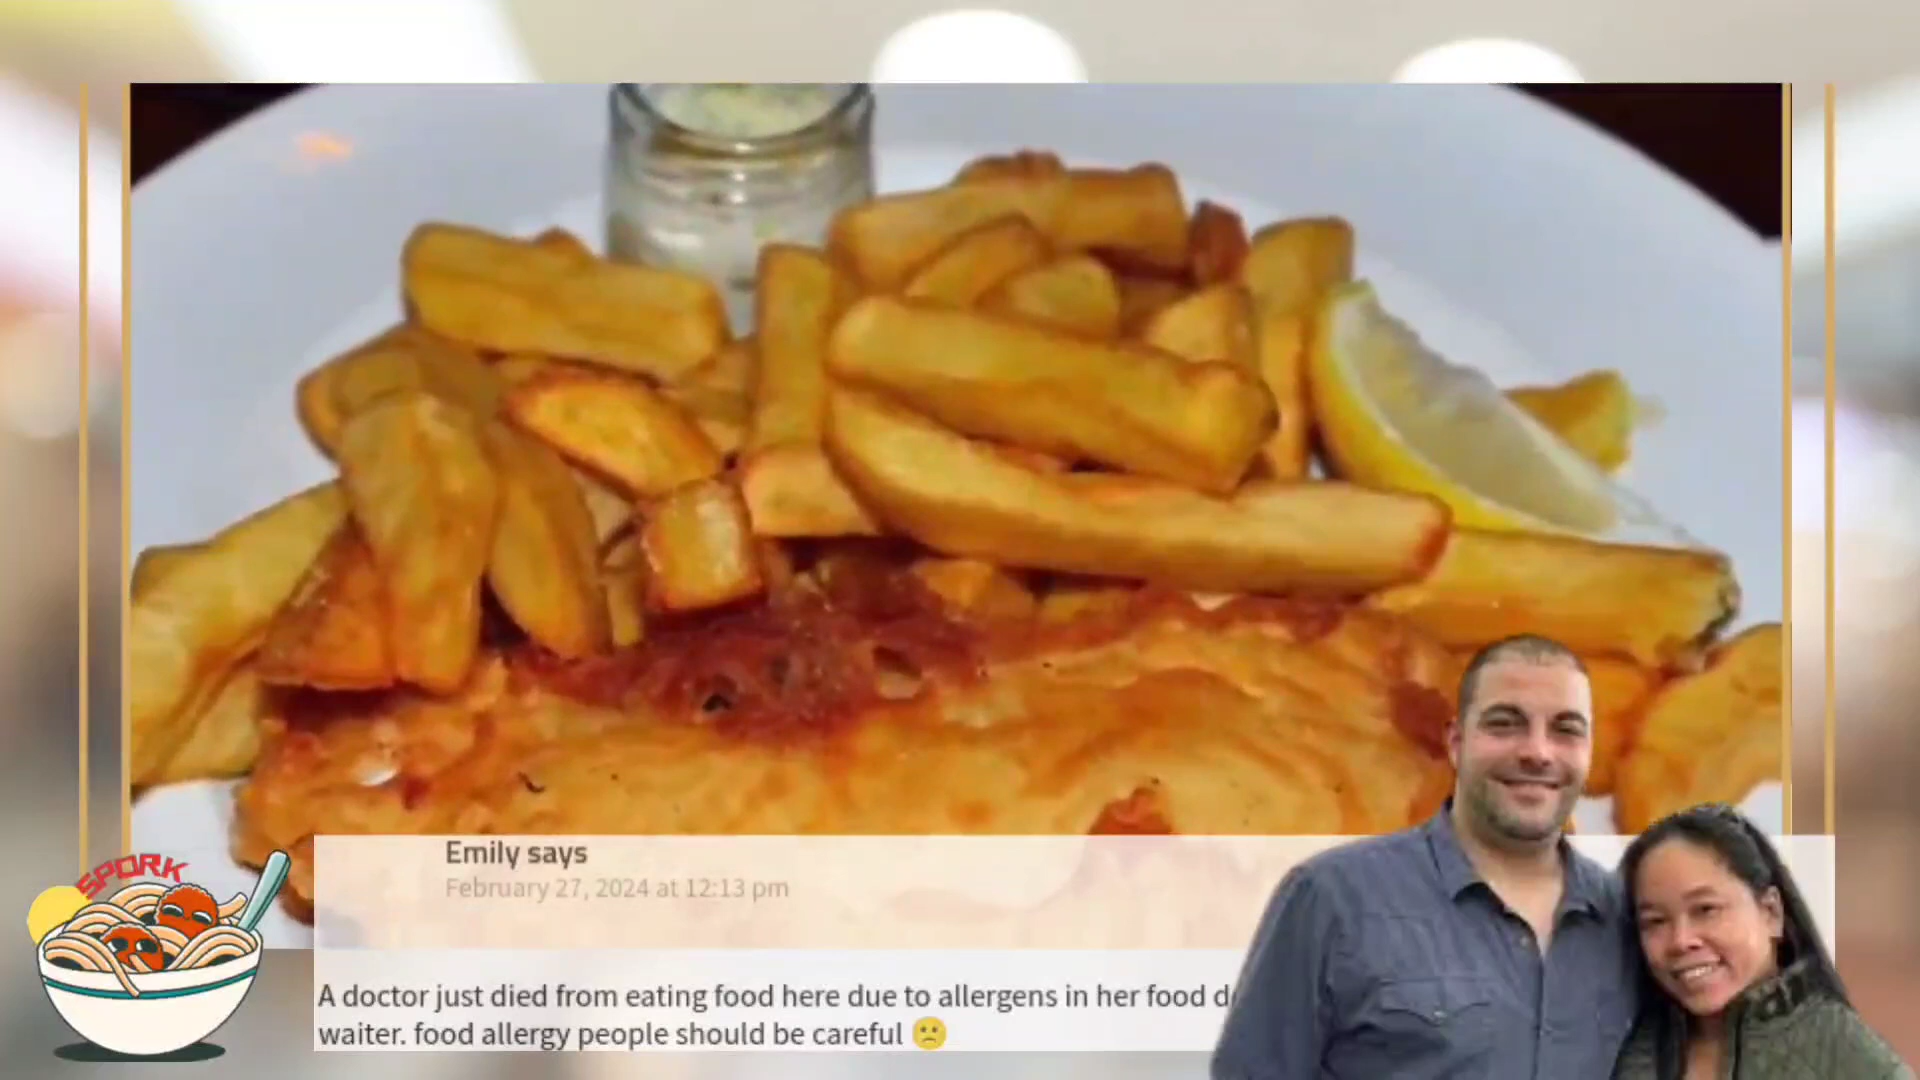 SPORK
Emily says
February 27, 2024 at 12:13 pm
A doctor just died from eating food here due to allergens in her food
waiter. food allergy people should be careful 🙁